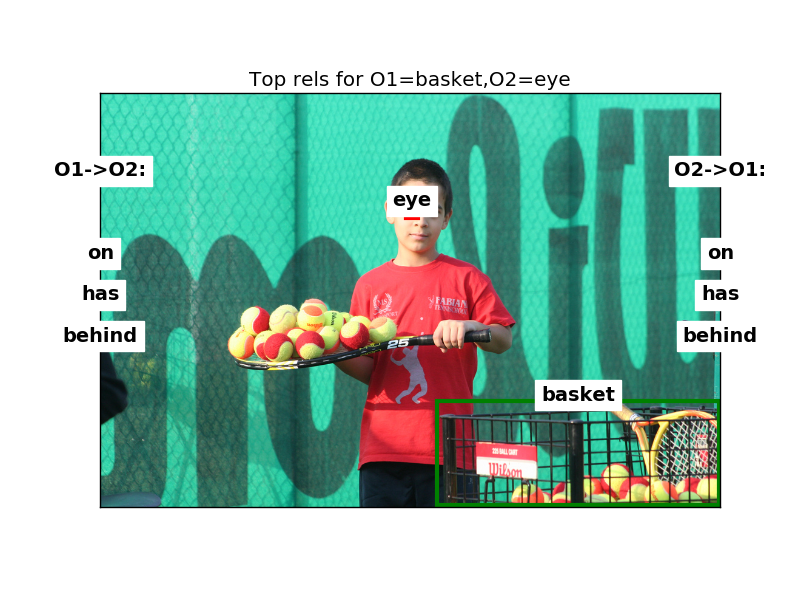 Top rels for O1=basket,O2=eye
O1->O2:
O2->O1:
eye
on
on
has
has
behind
behind
FABIAN
25
basket
Wilson